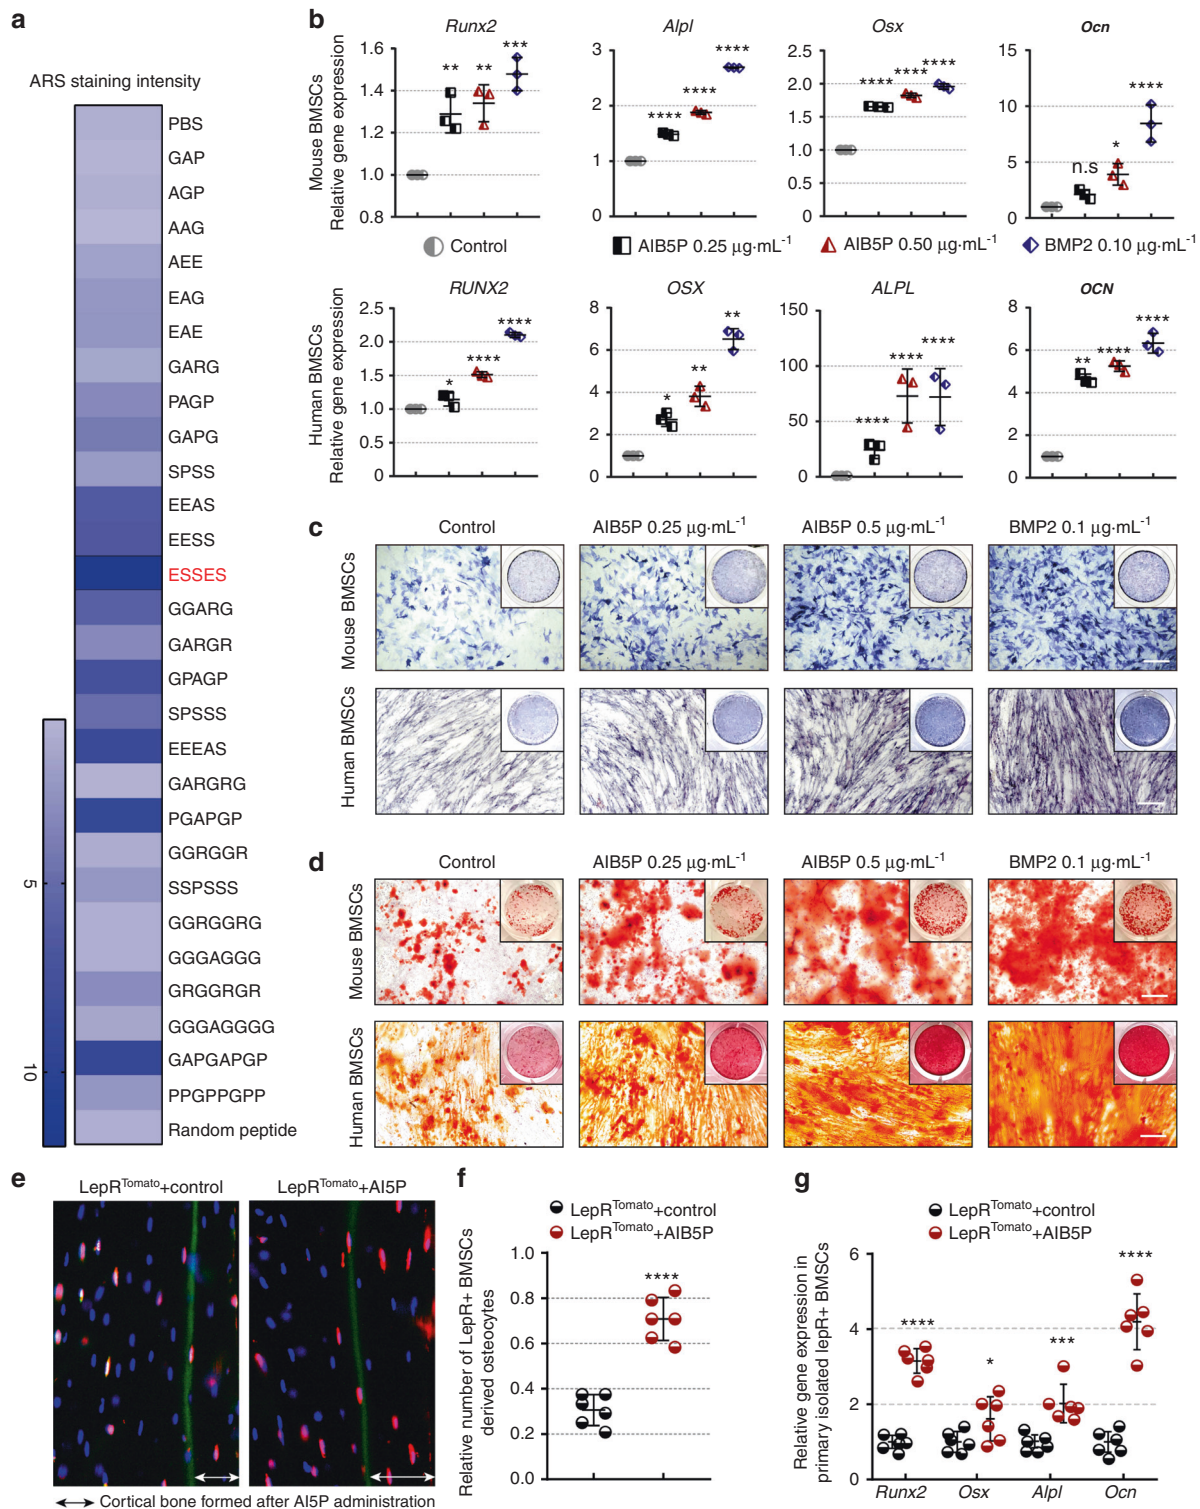 a
ARS staining intensity
PBS
GAP
AGP
AAG
AEE
EAG
EAE
GARG
PAGP
GAPG
SPSS
EEAS
EESS
ESSES
GGARG
GARGR
GPAGP
SPSSS
EEEAS
GARGRG
PGAPGP
GGRGGR
SSPSSS
GGRGGRG
GGGAGGG
GRGGRGR
GGGAGGGG
GAPGAPGP
PPGPPGPP
Random peptide
5
10
b
Mouse BMSCs
Relative gene expression
Runx2
1.6
1.4
1.2
1.0
0.8
** ** ***
Alpl
3
2
1
0
**** **** ****
Osx
2.5
2.0
1.5
1.0
0.5
0
**** **** ****
Ocn
15
10
5
0
n.s * ****
Control AIB5P 0.25 µg·mL⁻¹ AIB5P 0.50 µg·mL⁻¹ BMP2 0.10 µg·mL⁻¹
Human BMSCs
Relative gene expression
RUNX2
2.5
2.0
1.5
1.0
0.5
0
* **** ****
OSX
8
6
4
2
0
* ** **
ALPL
150
100
50
0
**** **** ****
OCN
8
6
4
2
0
** **** ****
c
Control AIB5P 0.25 µg·mL⁻¹ AIB5P 0.5 µg·mL⁻¹ BMP2 0.1 µg·mL⁻¹
Mouse BMSCs
Human BMSCs
d
Control AIB5P 0.25 µg·mL⁻¹ AIB5P 0.5 µg·mL⁻¹ BMP2 0.1 µg·mL⁻¹
Mouse BMSCs
Human BMSCs
e
LepRTomato+control LepRTomato+AI5P
Cortical bone formed after AI5P administration
f
LepRTomato+control
LepRTomato+AIB5P
Relative number of LepR+ BMSCs
derived osteocytes
1.0
0.8
0.6
0.4
0.2
0.0
****
g
LepRTomato+control
LepRTomato+AIB5P
Relative gene expression in
primary isolated lepR+ BMSCs
6
4
2
0
**** * *** ****
Runx2 Osx Alpl Ocn